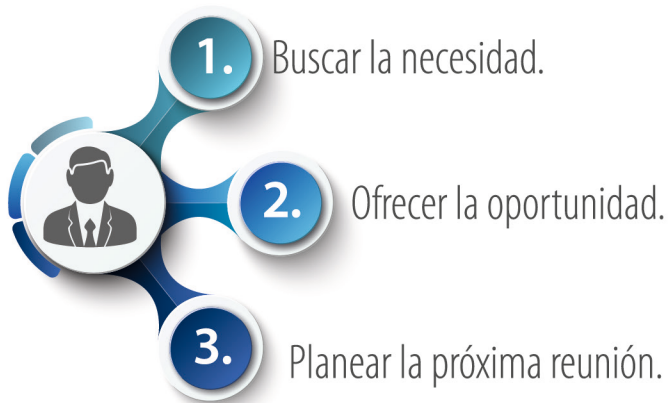 1. Buscar la necesidad.
2. Ofrecer la oportunidad.
3. Planear la próxima reunión.